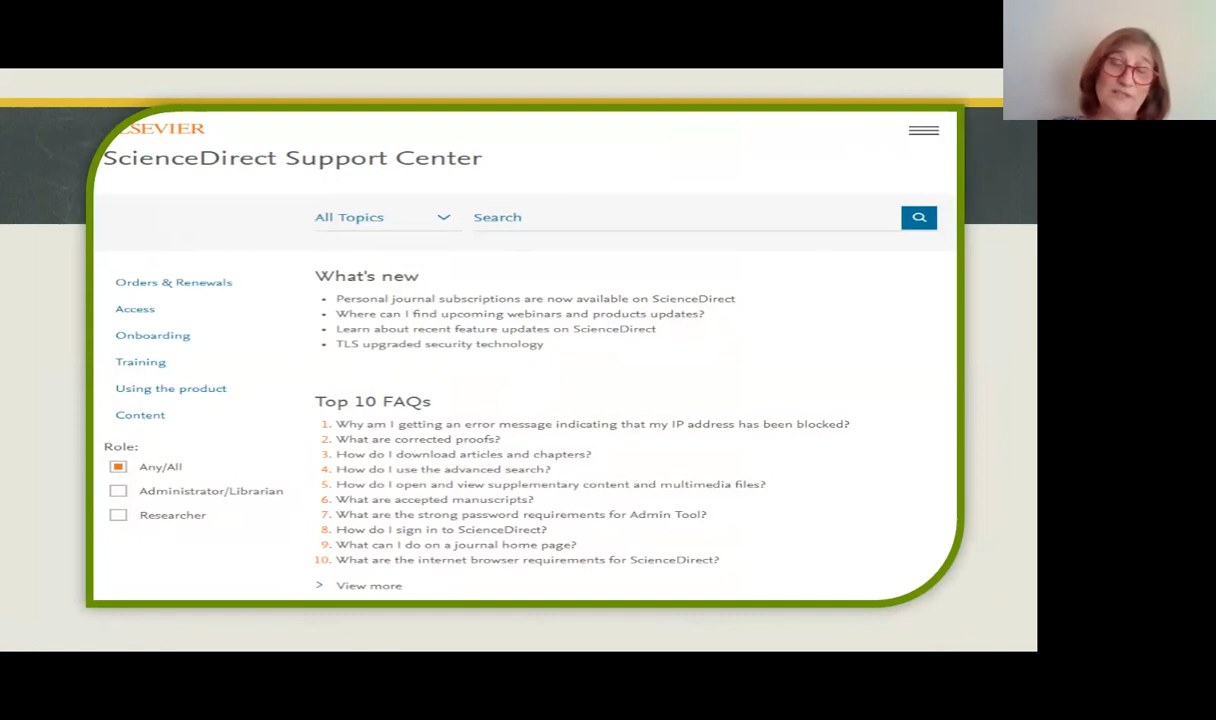 ELSEVIER
ScienceDirect Support Center
All Topics
Search
Orders & Renewals
Access
Onboarding
Training
Using the product
Content
Role:
Any/All
Administrator/Librarian
Researcher
What's new
• Personal journal subscriptions are now available on ScienceDirect
• Where can I find upcoming webinars and products updates?
• Learn about recent feature updates on ScienceDirect
• TLS upgraded security technology
Top 10 FAQs
1. Why am I getting an error message indicating that my IP address has been blocked?
2. What are corrected proofs?
3. How do I download articles and chapters?
4. How do I use the advanced search?
5. How do I open and view supplementary content and multimedia files?
6. What are accepted manuscripts?
7. What are the strong password requirements for Admin Tool?
8. How do I sign in to ScienceDirect?
9. What can I do on a journal home page?
10. What are the internet browser requirements for ScienceDirect?
> View more